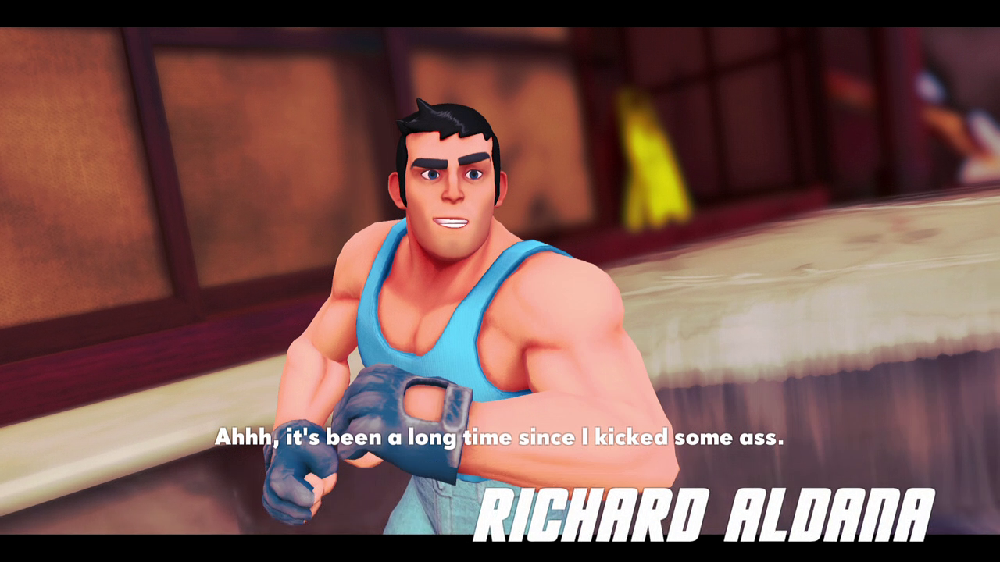 Ahhh, it's been a long time since I kicked some ass.
RICHARD ALDANA